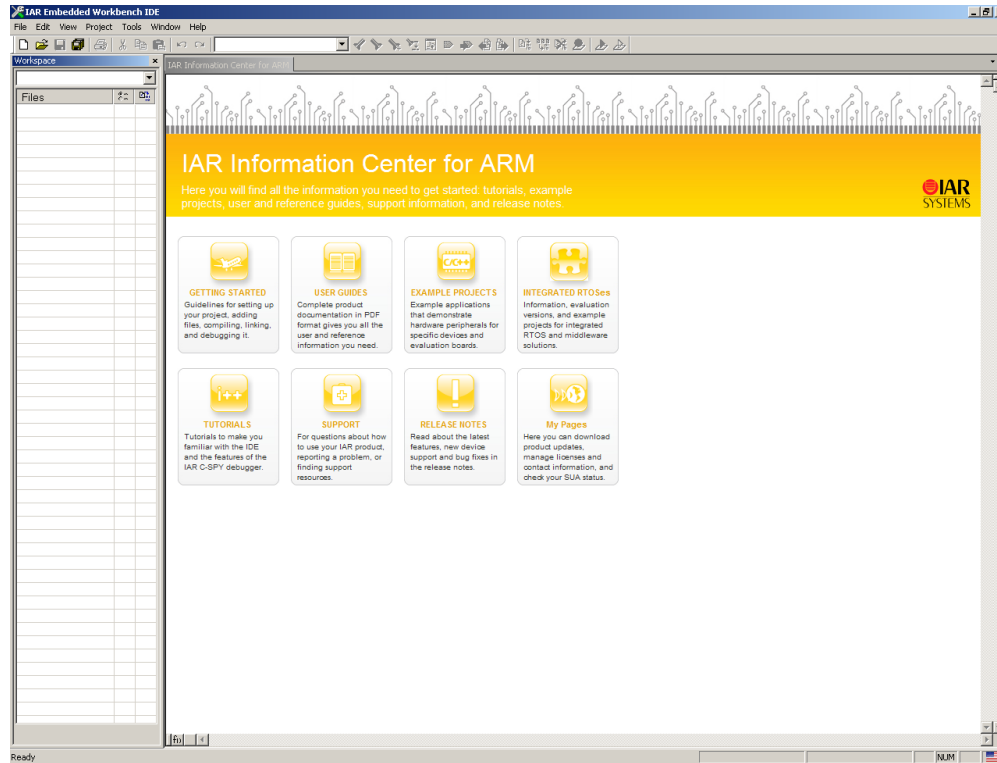 IAR Embedded Workbench IDE
File Edit View Project Tools Window Help
Workspace
IAR Information Center for ARM
Files
IAR Information Center for ARM
Here you will find all the information you need to get started: tutorials, example
projects, user and reference guides, support information, and release notes.
IAR
SYSTEMS
GETTING STARTED
Guidelines for setting up
your project, adding
files, compiling, linking,
and debugging it.
USER GUIDES
Complete product
documentation in PDF
format gives you all the
user and reference
information you need.
C/C++
EXAMPLE PROJECTS
Example applications
that demonstrate
hardware peripherals for
specific devices and
evaluation boards.
INTEGRATED RTOSes
Information, evaluation
versions, and example
projects for integrated
RTOS and middleware
solutions.
i++
TUTORIALS
Tutorials to make you
familiar with the IDE
and the features of the
IAR C-SPY debugger.
SUPPORT
For questions about how
to use your IAR product,
reporting a problem, or
finding support
resources.
RELEASE NOTES
Read about the latest
features, new device
support and bug fixes in
the release notes.
My Pages
Here you can download
product updates,
manage licenses and
contact information, and
check your SUA status.
Ready
NUM